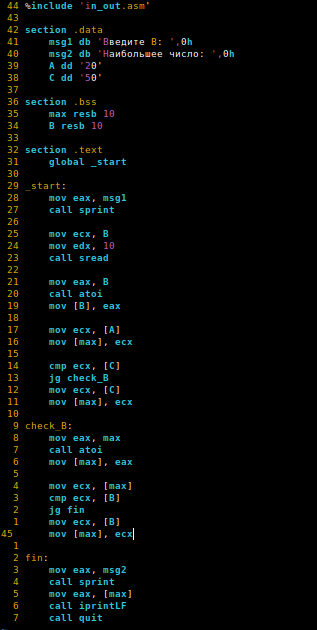 44 %include 'in_out.asm'
43
42 section .data
41     msg1 db 'Введите B: ',0h
40     msg2 db 'Наибольшее число: ',0h
39     A dd '20'
38     C dd '50'
37
36 section .bss
35     max resb 10
34     B resb 10
33
32 section .text
31     global _start
30
29 _start:
28     mov eax, msg1
27     call sprint
26
25     mov ecx, B
24     mov edx, 10
23     call sread
22
21     mov eax, B
20     call atoi
19     mov [B], eax
18
17     mov ecx, [A]
16     mov [max], ecx
15
14     cmp ecx, [C]
13     jg check_B
12     mov ecx, [C]
11     mov [max], ecx
10
9 check_B:
8     mov eax, max
7     call atoi
6     mov [max], eax
5
4     mov ecx, [max]
3     cmp ecx, [B]
2     jg fin
1     mov ecx, [B]
45     mov [max], ecx
1
2 fin:
3     mov eax, msg2
4     call sprint
5     mov eax, [max]
6     call iprintLF
7     call quit